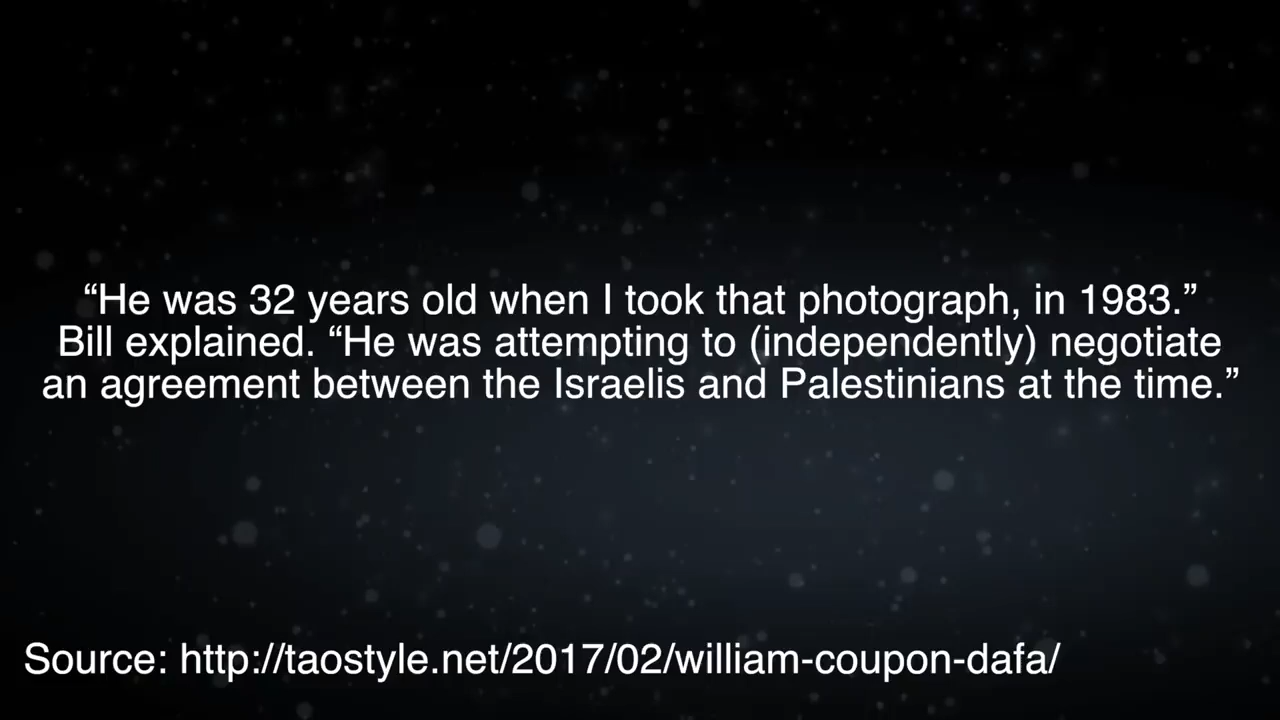 “He was 32 years old when I took that photograph, in 1983.”
Bill explained. “He was attempting to (independently) negotiate
an agreement between the Israelis and Palestinians at the time.”
Source: http://taostyle.net/2017/02/william-coupon-dafa/